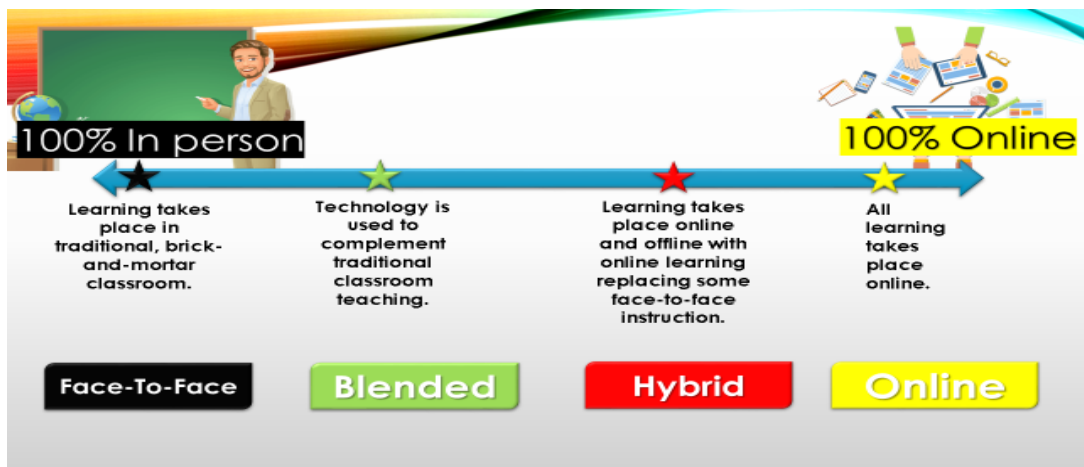 100% In person
100% Online
Learning takes
place in
traditional, brick-
and-mortar
classroom.
Technology is
used to
complement
traditional
classroom
teaching.
Learning takes
place online
and offline with
online learning
replacing some
face-to-face
instruction.
All
learning
takes
place
online.
Face-To-Face
Blended
Hybrid
Online